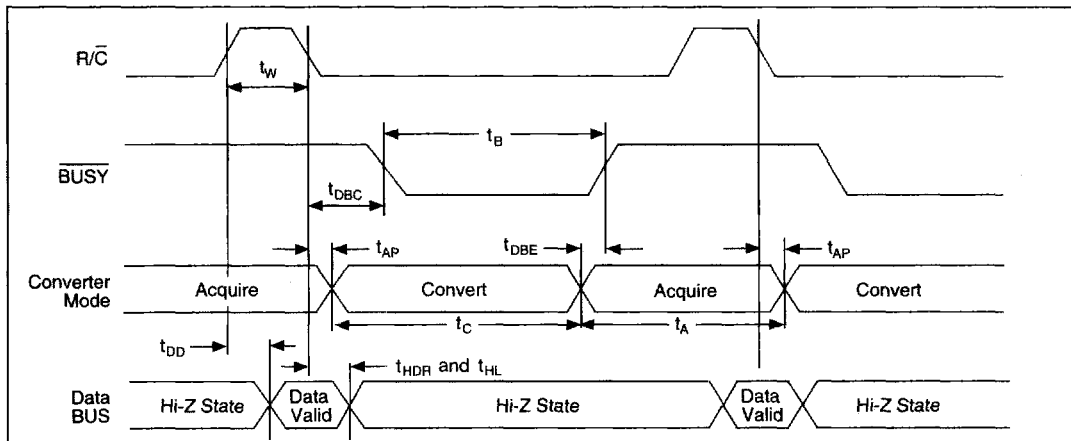 R/C̅
t_W
t_B
B̅U̅S̅Y̅
t_DBC
t_AP
t_DBE
t_AP
Converter
Mode
Acquire
Convert
Acquire
Convert
t_C
t_A
t_DD
t_HDR and t_HL
Data
BUS
Hi-Z State
Data
Valid
Hi-Z State
Data
Valid
Hi-Z State